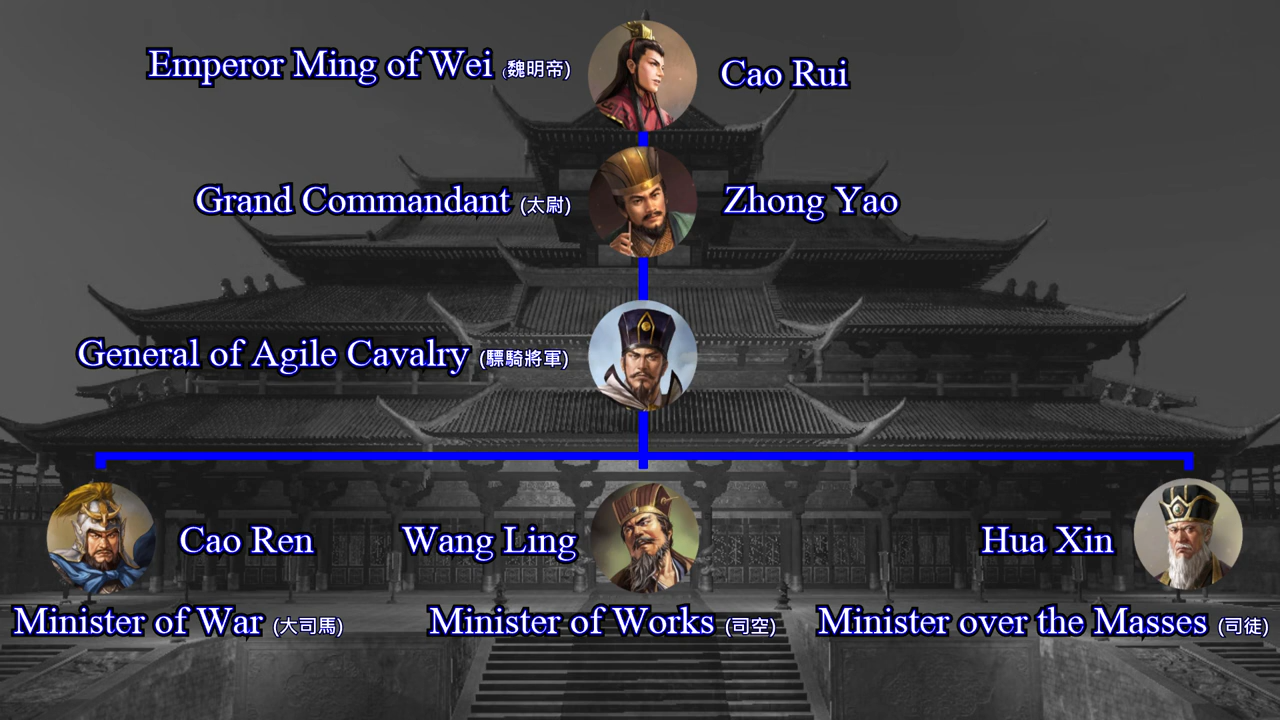 Emperor Ming of Wei (魏明帝)
Cao Rui
Grand Commandant (太尉)
Zhong Yao
General of Agile Cavalry (驃騎將軍)
Cao Ren
Wang Ling
Hua Xin
Minister of War (大司馬)
Minister of Works (司空)
Minister over the Masses (司徒)